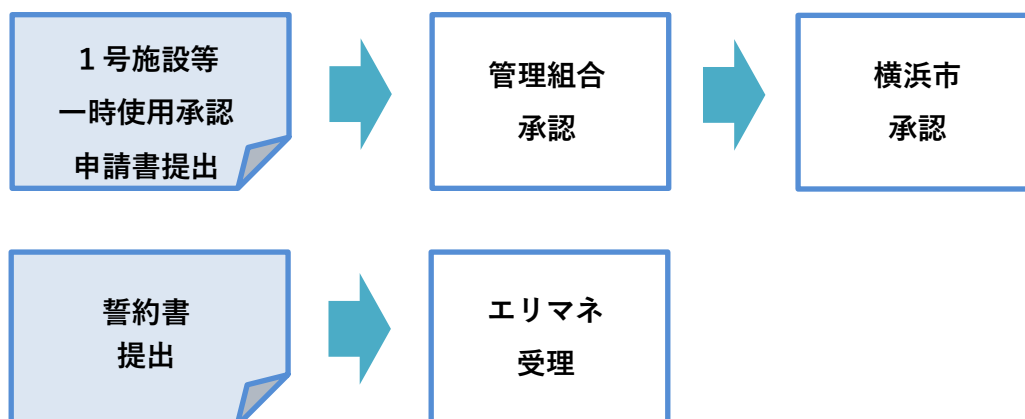 １号施設等
一時使用承認
申請書提出
管理組合
承認
横浜市
承認
誓約書
提出
エリマネ
受理